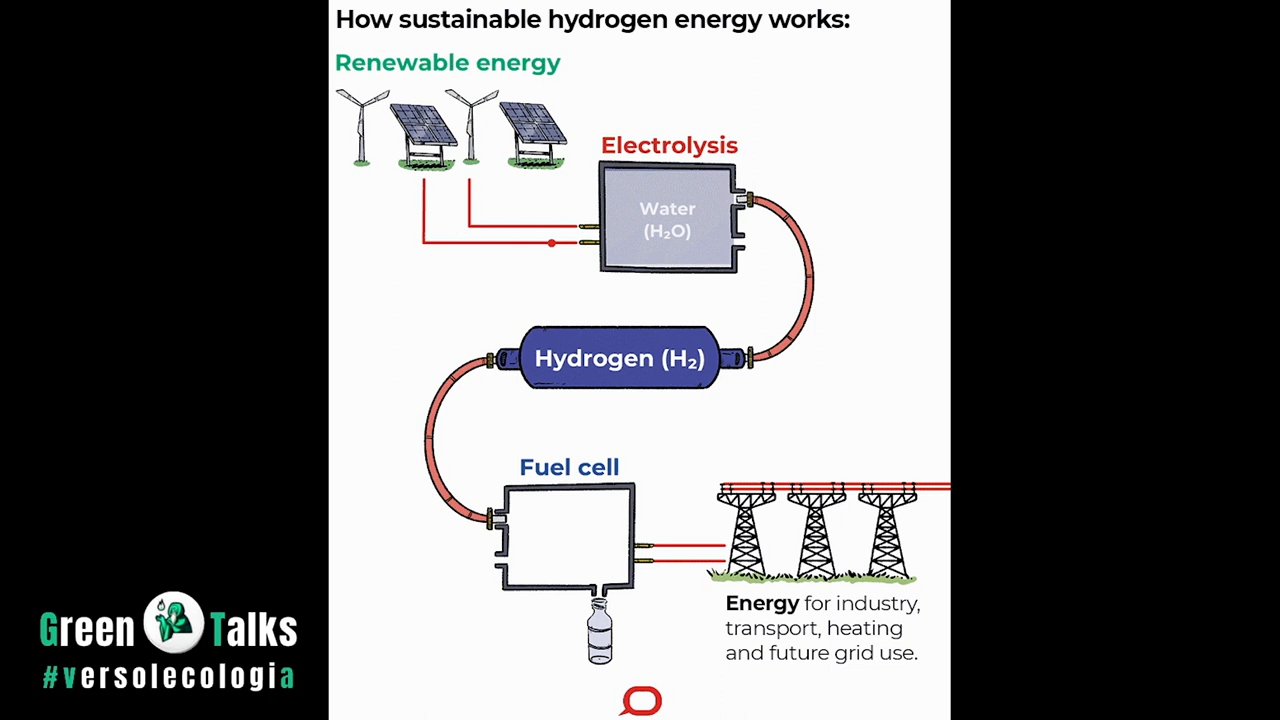 How sustainable hydrogen energy works:
Renewable energy
Electrolysis
Water
(H₂O)
Hydrogen (H₂)
Fuel cell
Energy for industry,
transport, heating
and future grid use.
Green Talks
#versolecologia